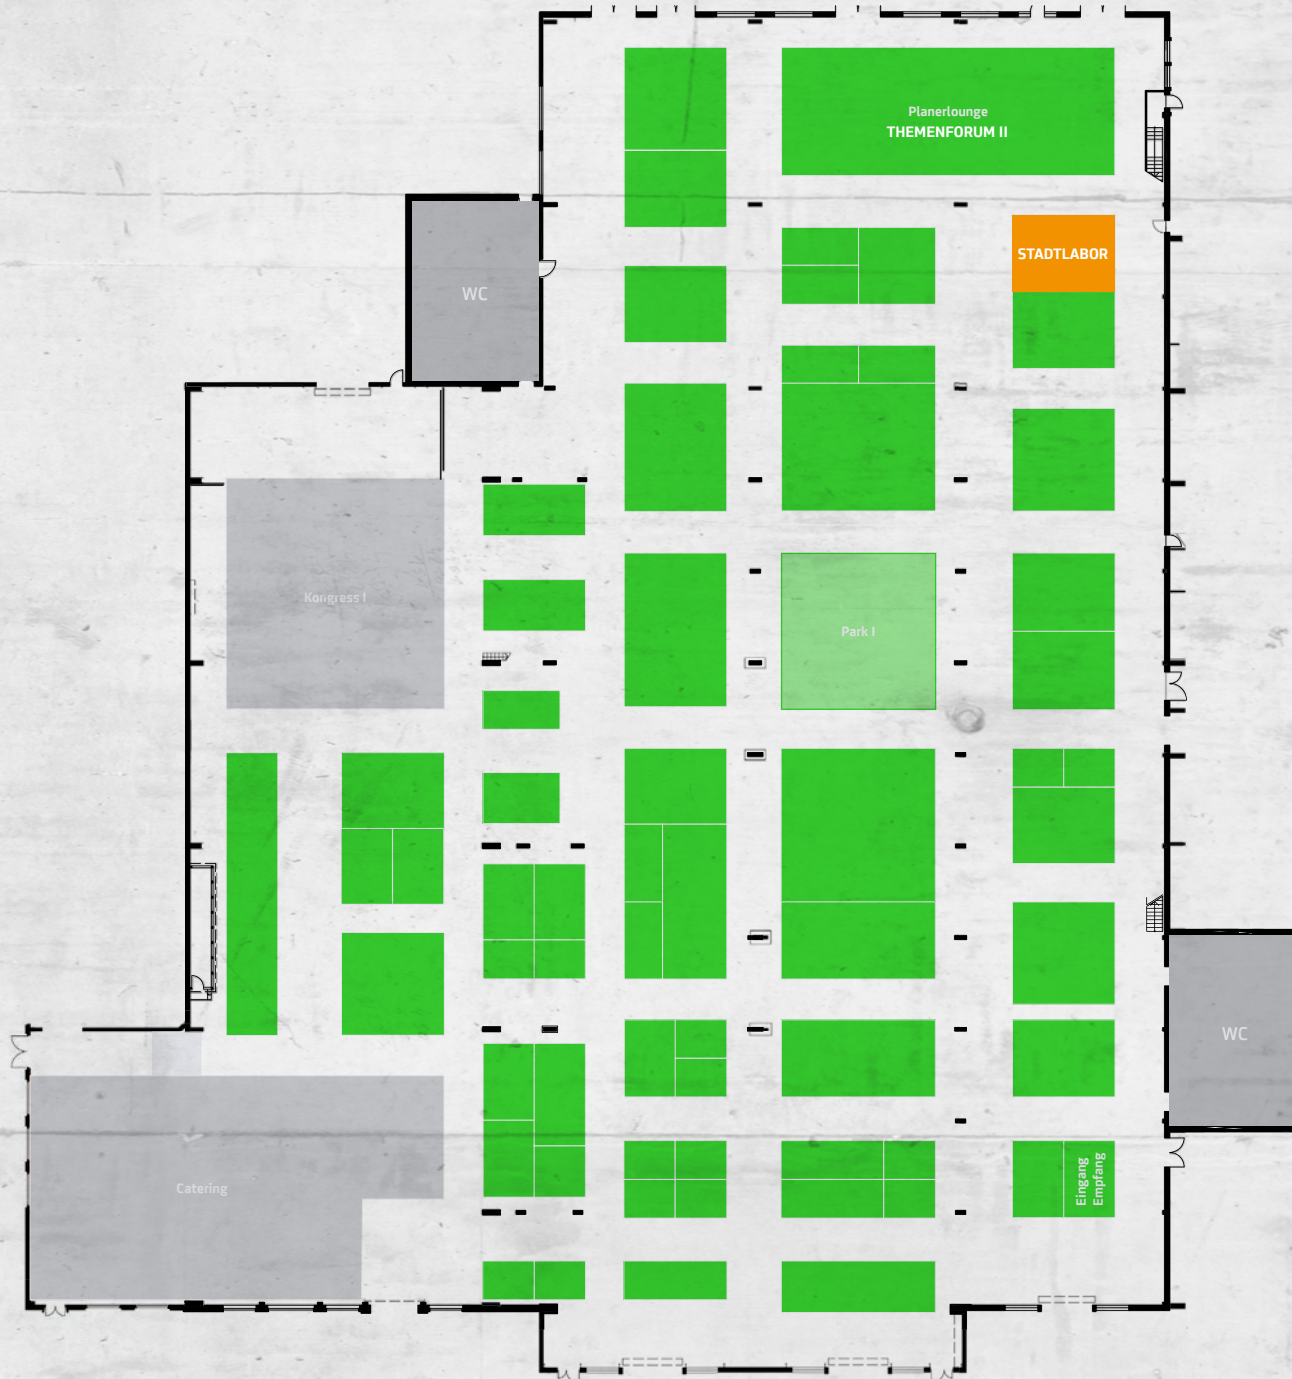 Planerlounge
THEMENFORUM II
STADTLABOR
WC
Kongress I
Park I
WC
Eingang
Empfang
Catering